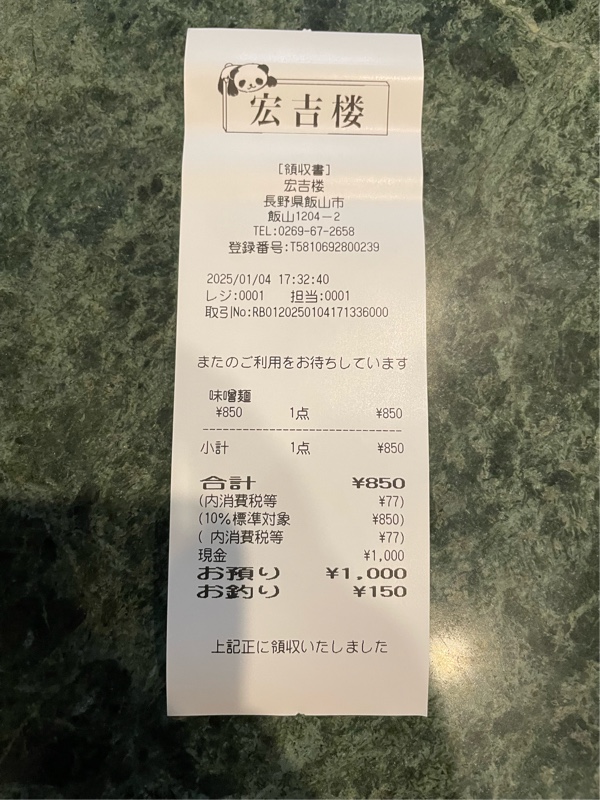 宏吉楼
[領収書]
宏吉楼
長野県飯山市
飯山1204－2
TEL:0269-67-2658
登録番号:T5810692800239
2025/01/04 17:32:40
レジ:0001 担当:0001
取引No:RB0120250104171336000
またのご利用をお待ちしています
味噌麺
¥850 1点 ¥850
小計 1点 ¥850
合計 ¥850
(内消費税等 ¥77)
(10%標準対象 ¥850)
( 内消費税等 ¥77)
現金 ¥1,000
お預り ¥1,000
お釣り ¥150
上記正に領収いたしました